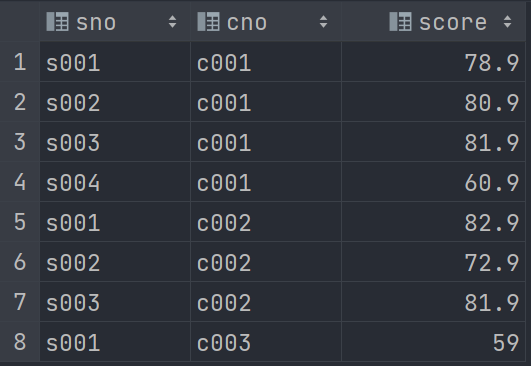 sno cno score
1 s001 c001 78.9
2 s002 c001 80.9
3 s003 c001 81.9
4 s004 c001 60.9
5 s001 c002 82.9
6 s002 c002 72.9
7 s003 c002 81.9
8 s001 c003 59